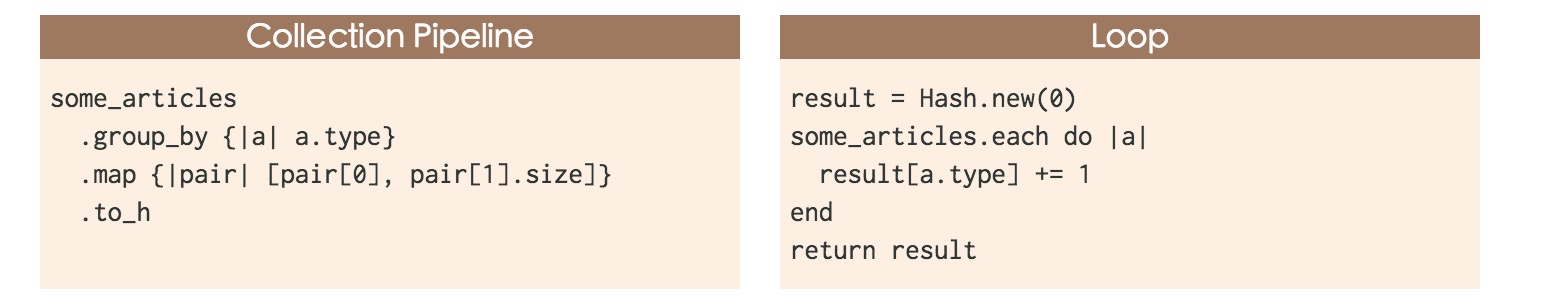 Collection Pipeline
some_articles
  .group_by {|a| a.type}
  .map {|pair| [pair[0], pair[1].size]}
  .to_h
Loop
result = Hash.new(0)
some_articles.each do |a|
  result[a.type] += 1
end
return result